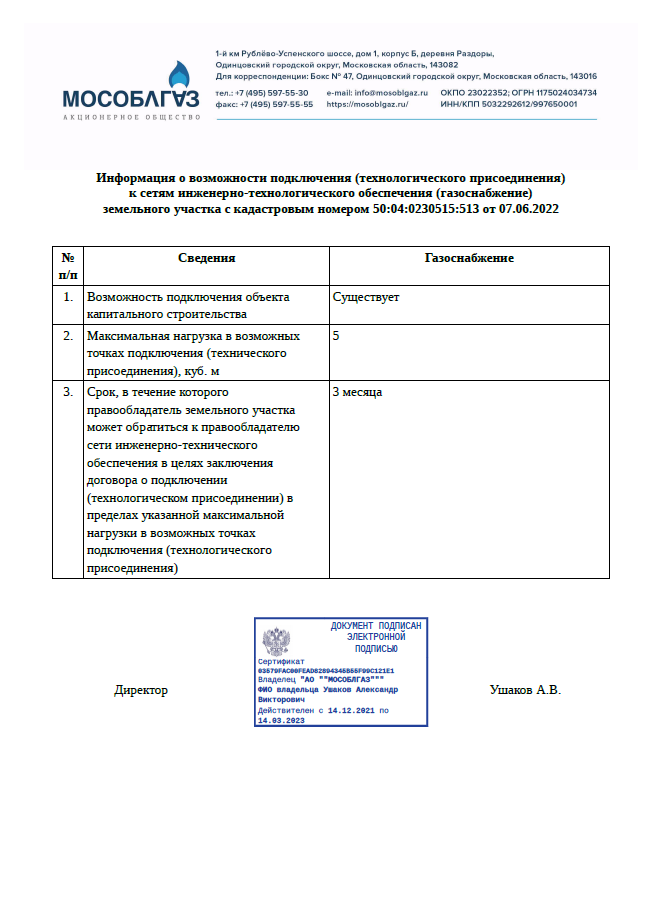 1-й км Рублёво-Успенского шоссе, дом 1, корпус Б, деревня Раздоры,
Одинцовский городской округ, Московская область, 143082
Для корреспонденции: Бокс № 47, Одинцовский городской округ, Московская область, 143016
тел.: +7 (495) 597-55-30 e-mail: info@mosoblgaz.ru ОКПО 23022352; ОГРН 1175024034734
факс: +7 (495) 597-55-55 https://mosoblgaz.ru/ ИНН/КПП 5032292612/997650001
МОСОБЛГАЗ
АКЦИОНЕРНОЕ ОБЩЕСТВО
Информация о возможности подключения (технологического присоединения)
к сетям инженерно-технологического обеспечения (газоснабжение)
земельного участка с кадастровым номером 50:04:0230515:513 от 07.06.2022
№ п/п Сведения Газоснабжение
1. Возможность подключения объекта Существует
капитального строительства
2. Максимальная нагрузка в возможных 5
точках подключения (технического
присоединения), куб. м
3. Срок, в течение которого 3 месяца
правообладатель земельного участка
может обратиться к правообладателю
сети инженерно-технического
обеспечения в целях заключения
договора о подключении
(технологическом присоединении) в
пределах указанной максимальной
нагрузки в возможных точках
подключения (технологического
присоединения)
ДОКУМЕНТ ПОДПИСАН
ЭЛЕКТРОННОЙ
ПОДПИСЬЮ
Сертификат
Владелец "АО ""МОСОБЛГАЗ"""
ФИО владельца Ушаков Александр
Викторович
Действителен с 14.12.2021 по
14.03.2023
Директор Ушаков А.В.